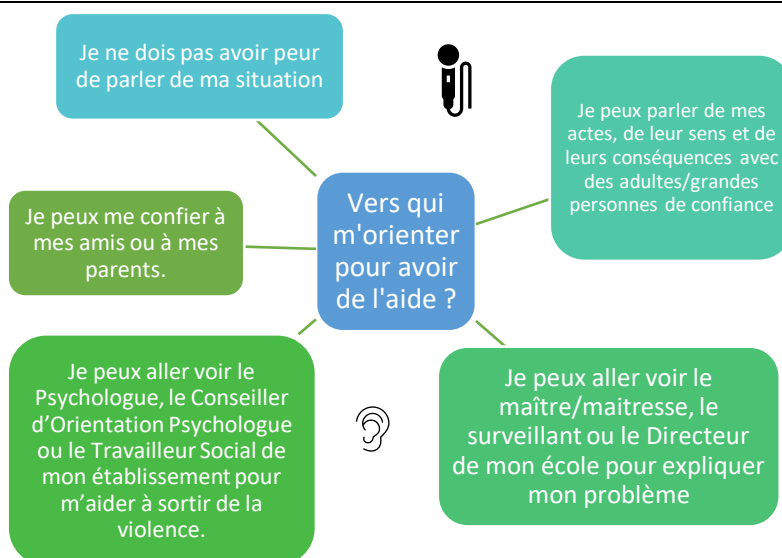 Je ne dois pas avoir peur
de parler de ma situation
Je peux parler de mes
actes, de leur sens et de
leurs conséquences avec
des adultes/grandes
personnes de confiance
Vers qui
m'orienter
pour avoir
de l'aide ?
Je peux me confier à
mes amis ou à mes
parents.
Je peux aller voir le
Psychologue, le Conseiller
d’Orientation Psychologue
ou le Travailleur Social de
mon établissement pour
m’aider à sortir de la
violence.
Je peux aller voir le
maître/maitresse, le
surveillant ou le Directeur
de mon école pour expliquer
mon problème